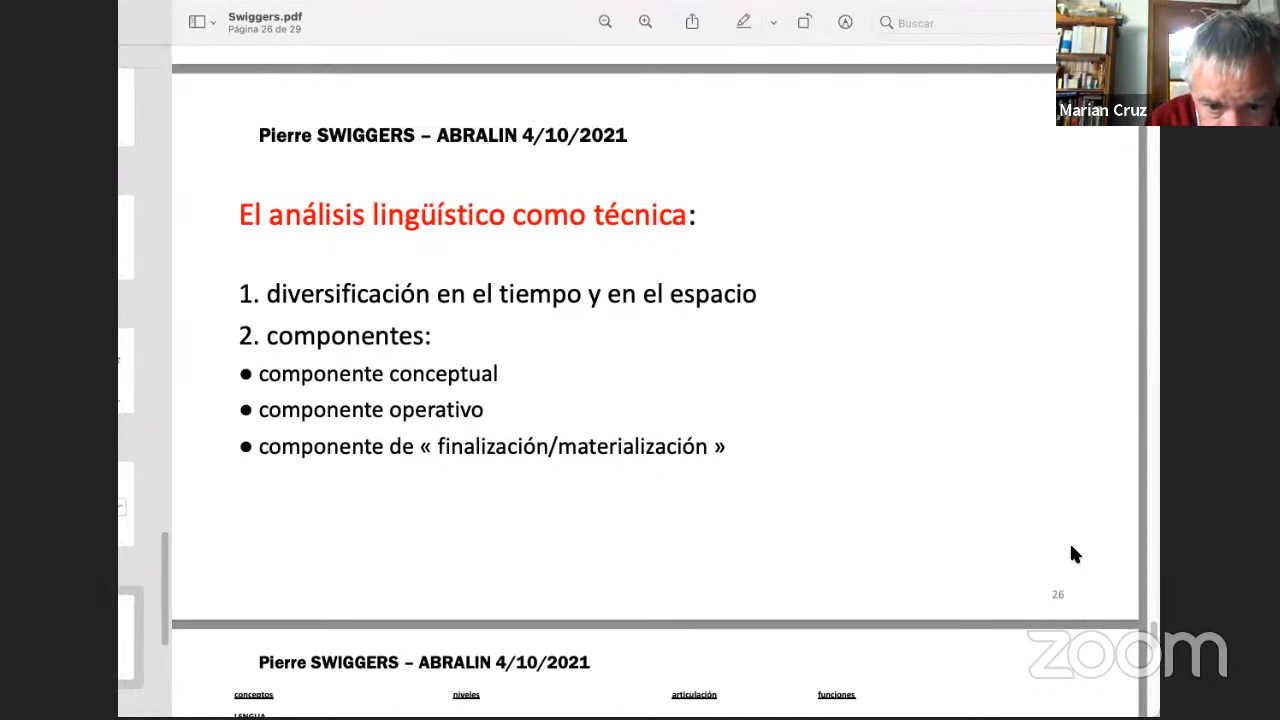 Swiggers.pdf
Página 26 de 29
Buscar
Marian Cruz
Pierre SWIGGERS – ABRALIN 4/10/2021
El análisis lingüístico como técnica:
1. diversificación en el tiempo y en el espacio
2. componentes:
● componente conceptual
● componente operativo
● componente de « finalización/materialización »
26
zoom
Pierre SWIGGERS – ABRALIN 4/10/2021
conceptos niveles articulación funciones
LENGUA